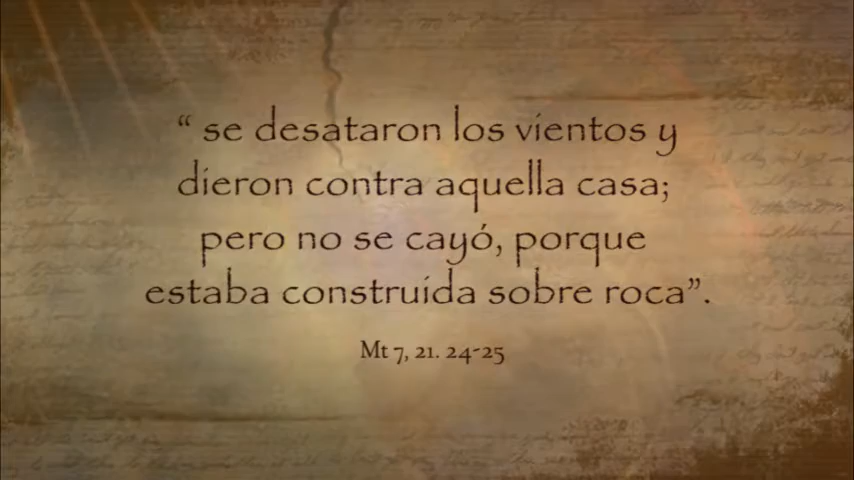 “ se desataron los vientos y
dieron contra aquella casa;
pero no se cayó, porque
estaba construida sobre roca”.
Mt 7, 21. 24-25